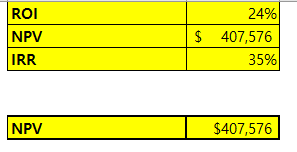 ROI 24%
NPV $ 407,576
IRR 35%
NPV $407,576